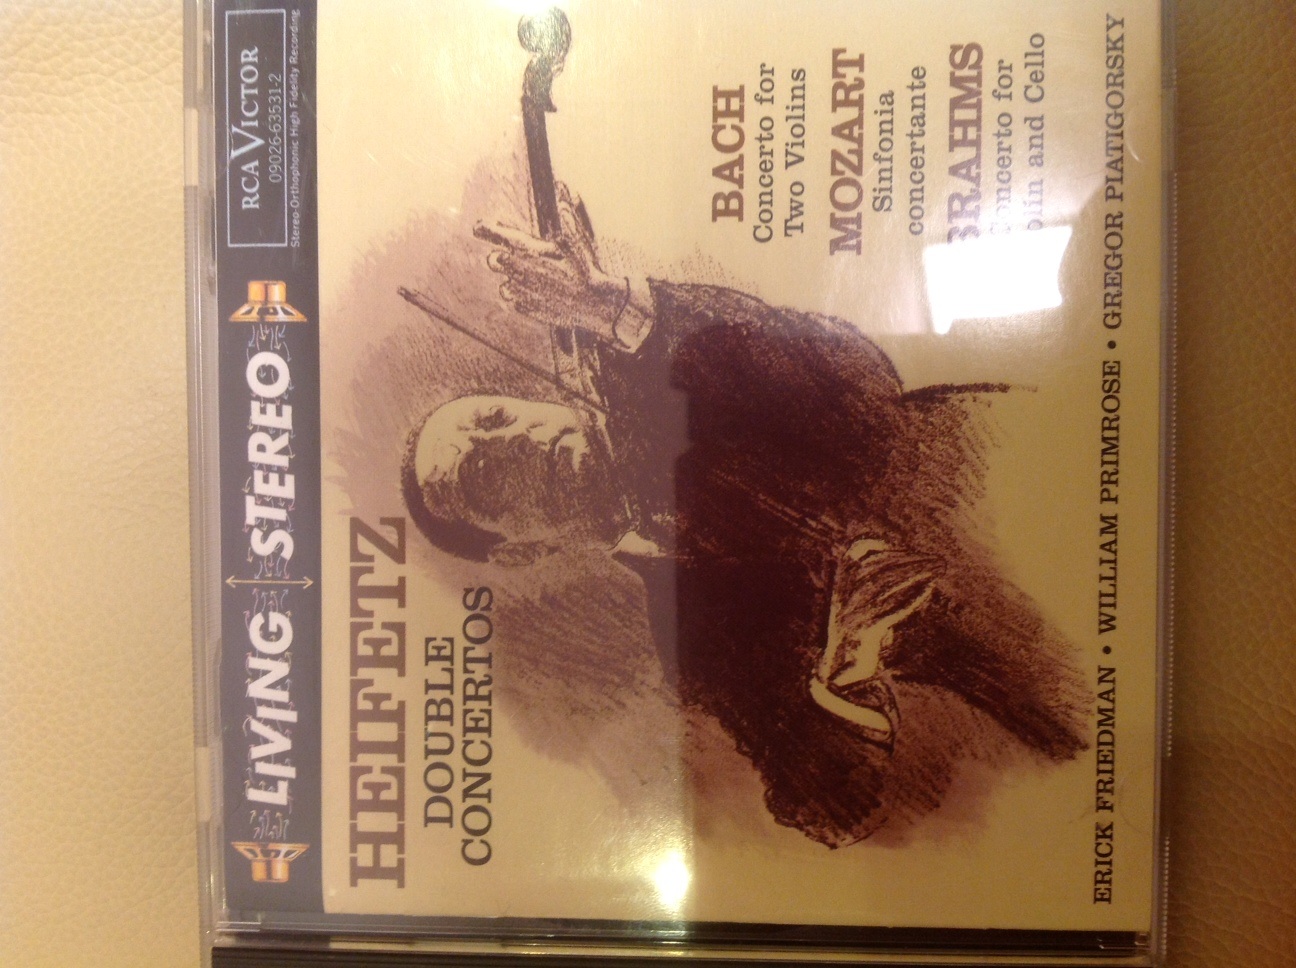 LIVING STEREO
RCA VICTOR
09026-63531-2
Stereo-Orthophonic High Fidelity Recording
HEIFETZ
DOUBLE
CONCERTOS
BACH
Concerto for
Two Violins
MOZART
Sinfonia
concertante
BRAHMS
Concerto for
and Cello
ERICK FRIEDMAN • WILLIAM PRIMROSE • GREGOR PIATIGORSKY